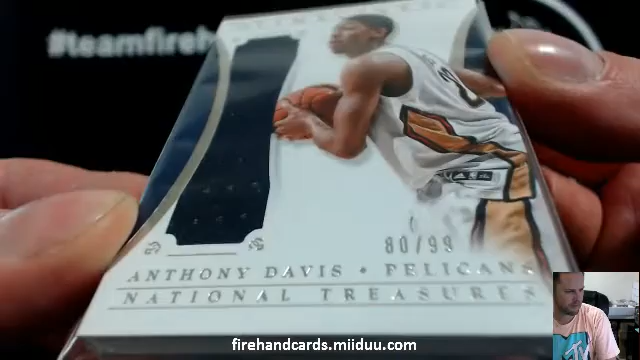 #teamfireh
80/99
ANTHONY DAVIS • PELICANS
NATIONAL TREASURES
firehandcards.miiduu.com